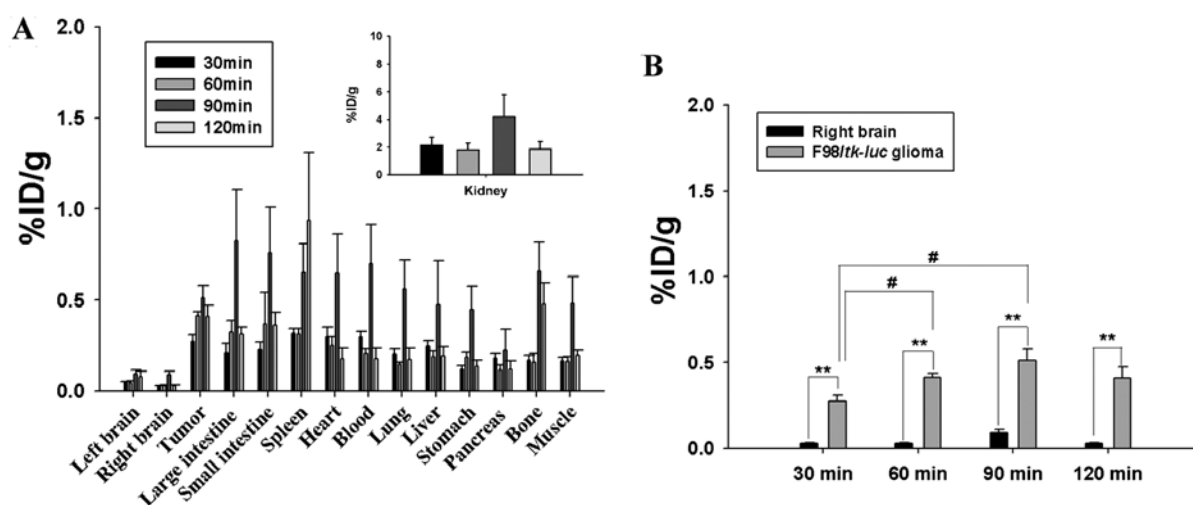 A
2.0
1.5
1.0
0.5
0.0
%ID/g
30min
60min
90min
120min
10
8
6
4
2
0
%ID/g
Kidney
Left brain
Right brain
Tumor
Large intestine
Small intestine
Spleen
Heart
Blood
Lung
Liver
Stomach
Pancreas
Bone
Muscle
B
2.0
1.5
1.0
0.5
0.0
%ID/g
Right brain
F98/tk-luc glioma
#
#
**
**
**
**
30 min
60 min
90 min
120 min